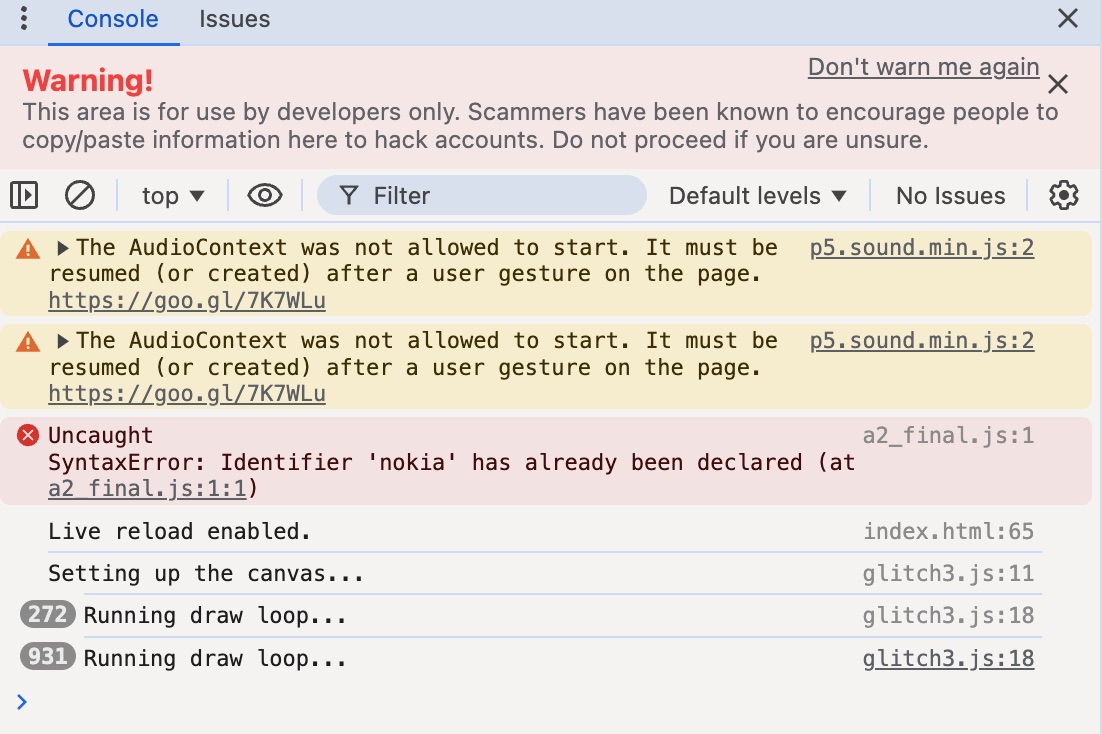 Console Issues
Don't warn me again
Warning!
This area is for use by developers only. Scammers have been known to encourage people to
copy/paste information here to hack accounts. Do not proceed if you are unsure.
top Filter Default levels No Issues
The AudioContext was not allowed to start. It must be p5.sound.min.js:2
resumed (or created) after a user gesture on the page.
https://goo.gl/7K7WLu
The AudioContext was not allowed to start. It must be p5.sound.min.js:2
resumed (or created) after a user gesture on the page.
https://goo.gl/7K7WLu
Uncaught a2_final.js:1
SyntaxError: Identifier 'nokia' has already been declared (at
a2_final.js:1:1)
Live reload enabled. index.html:65
Setting up the canvas... glitch3.js:11
272 Running draw loop... glitch3.js:18
931 Running draw loop... glitch3.js:18